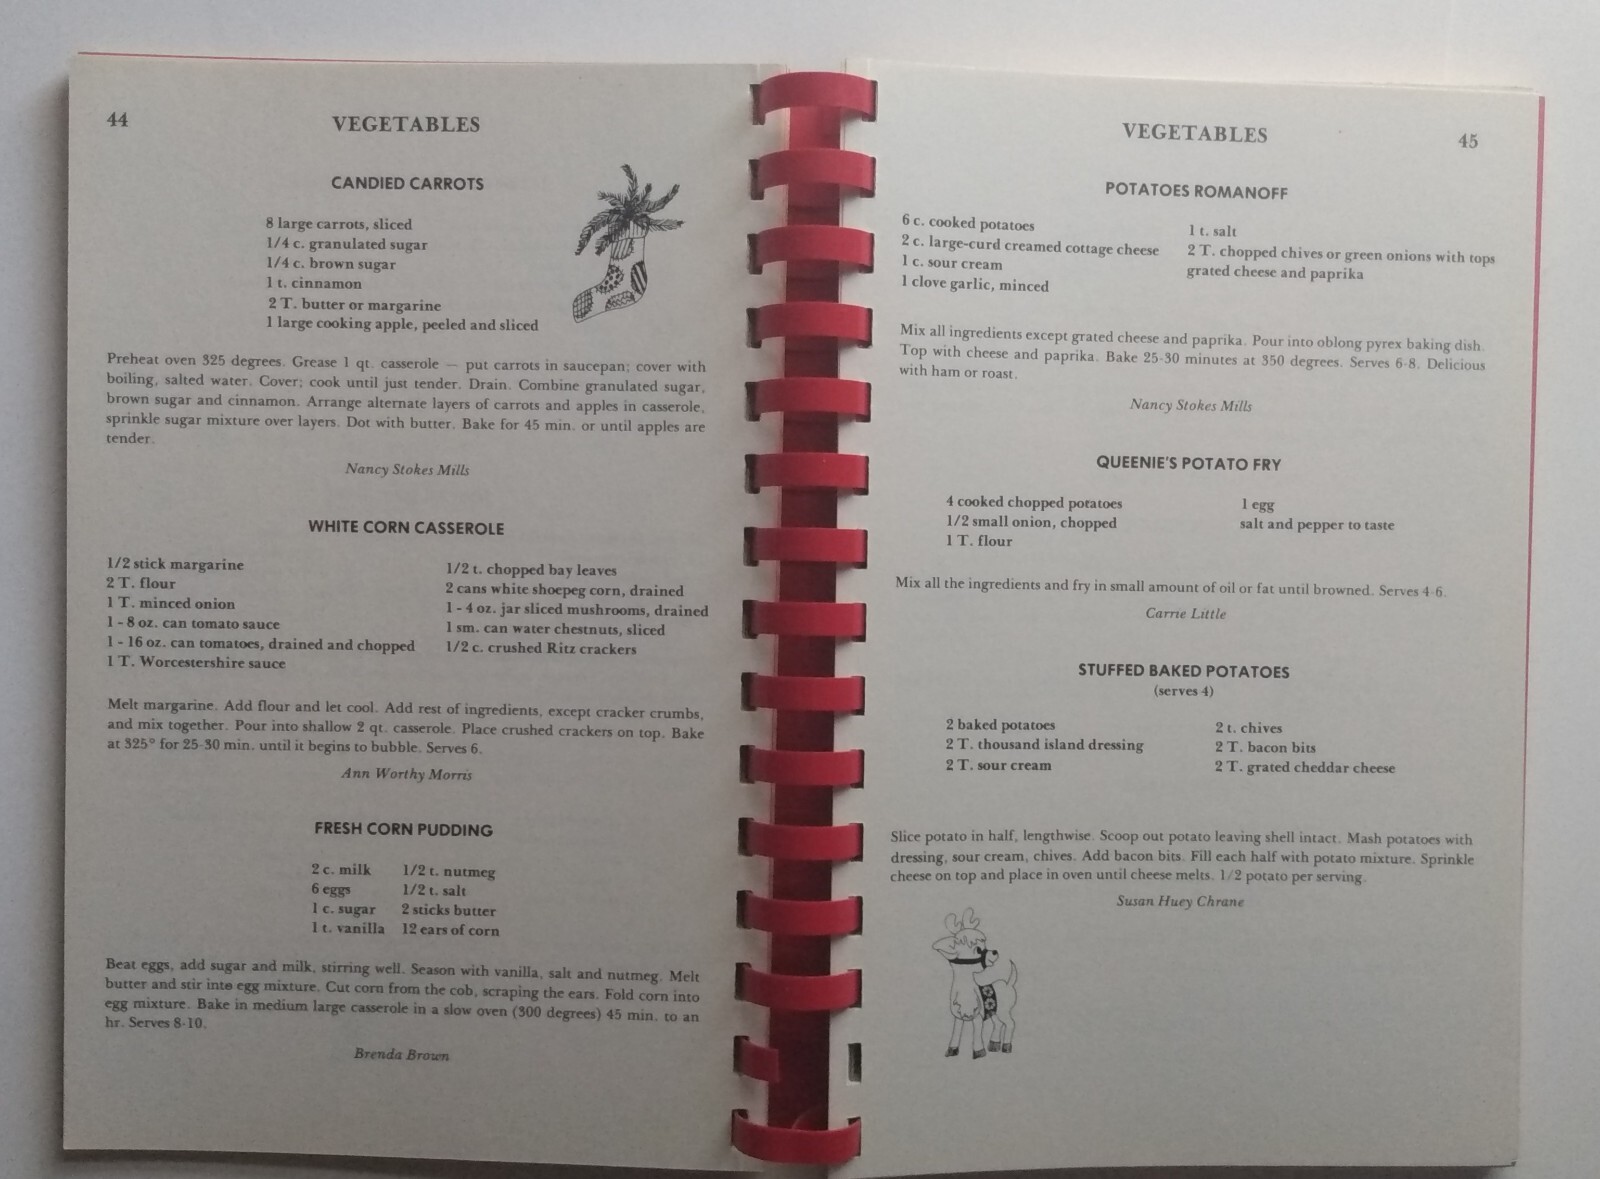 44
VEGETABLES
CANDIED CARROTS
8 large carrots, sliced
1/4 c. granulated sugar
1/4 c. brown sugar
1 t. cinnamon
2 T. butter or margarine
1 large cooking apple, peeled and sliced
Preheat oven 325 degrees. Grease 1 qt. casserole — put carrots in saucepan; cover with
boiling, salted water. Cover; cook until just tender. Drain. Combine granulated sugar,
brown sugar and cinnamon. Arrange alternate layers of carrots and apples in casserole,
sprinkle sugar mixture over layers. Dot with butter. Bake for 45 min. or until apples are
tender.
Nancy Stokes Mills
WHITE CORN CASSEROLE
1/2 stick margarine
2 T. flour
1 T. minced onion
1 - 8 oz. can tomato sauce
1 - 16 oz. can tomatoes, drained and chopped
1 T. Worcestershire sauce
1/2 t. chopped bay leaves
2 cans white shoepeg corn, drained
1 - 4 oz. jar sliced mushrooms, drained
1 sm. can water chestnuts, sliced
1/2 c. crushed Ritz crackers
Melt margarine. Add flour and let cool. Add rest of ingredients, except cracker crumbs,
and mix together. Pour into shallow 2 qt. casserole. Place crushed crackers on top. Bake
at 325° for 25-30 min. until it begins to bubble. Serves 6.
Ann Worthy Morris
FRESH CORN PUDDING
2 c. milk
6 eggs
1 c. sugar
1 t. vanilla
1/2 t. nutmeg
1/2 t. salt
2 sticks butter
12 ears of corn
Beat eggs, add sugar and milk, stirring well. Season with vanilla, salt and nutmeg. Melt
butter and stir into egg mixture. Cut corn from the cob, scraping the ears. Fold corn into
egg mixture. Bake in medium large casserole in a slow oven (300 degrees) 45 min. to an
hr. Serves 8-10.
Brenda Brown
VEGETABLES
45
POTATOES ROMANOFF
6 c. cooked potatoes
2 c. large-curd creamed cottage cheese
1 c. sour cream
1 clove garlic, minced
1 t. salt
2 T. chopped chives or green onions with tops
grated cheese and paprika
Mix all ingredients except grated cheese and paprika. Pour into oblong pyrex baking dish.
Top with cheese and paprika. Bake 25-30 minutes at 350 degrees. Serves 6-8. Delicious
with ham or roast.
Nancy Stokes Mills
QUEENIE'S POTATO FRY
4 cooked chopped potatoes
1/2 small onion, chopped
1 T. flour
1 egg
salt and pepper to taste
Mix all the ingredients and fry in small amount of oil or fat until browned. Serves 4-6.
Carrie Little
STUFFED BAKED POTATOES
(serves 4)
2 baked potatoes
2 T. thousand island dressing
2 T. sour cream
2 t. chives
2 T. bacon bits
2 T. grated cheddar cheese
Slice potato in half, lengthwise. Scoop out potato leaving shell intact. Mash potatoes with
dressing, sour cream, chives. Add bacon bits. Fill each half with potato mixture. Sprinkle
cheese on top and place in oven until cheese melts. 1/2 potato per serving.
Susan Huey Chrane